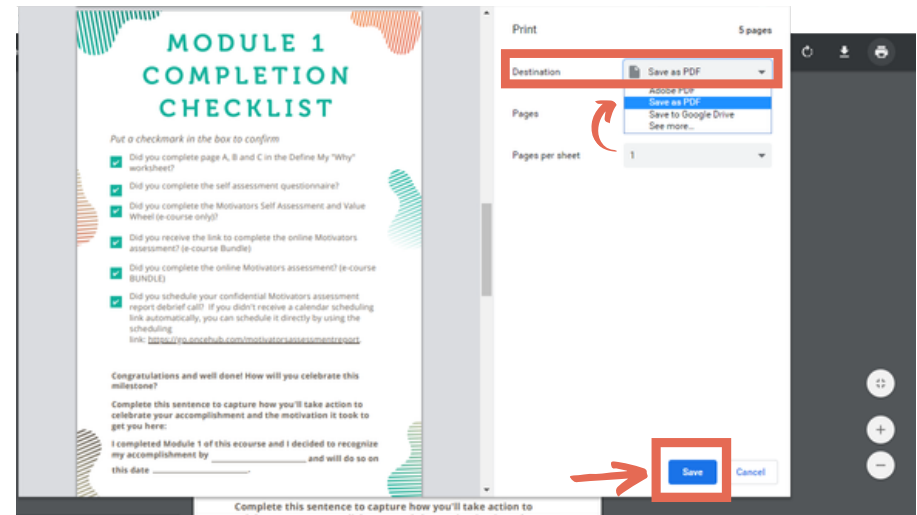 MODULE 1
COMPLETION
CHECKLIST
Put a checkmark in the box to confirm
Did you complete page A, B and C in the Define My "Why"
worksheet?
Did you complete the self assessment questionnaire?
Did you complete the Motivators Self Assessment and Value
Wheel (e-course only)?
Did you receive the link to complete the online Motivators
assessment? (e-course Bundle)
Did you complete the online Motivators assessment? (e-course
BUNDLE)
Did you schedule your confidential Motivators assessment
report debrief call? If you didn't receive a calendar scheduling
link automatically, you can schedule it directly by using the
scheduling
link: https://go.oncehub.com/motivatorsassessmentreport.
Congratulations and well done! How will you celebrate this
milestone?
Complete this sentence to capture how you'll take action to
celebrate your accomplishment and the motivation it took to
get you here:
I completed Module 1 of this ecourse and I decided to recognize
my accomplishment by ____________________ and will do so on
this date ____________________.
Complete this sentence to capture how you'll take action to
Print 5 pages
Destination Save as PDF
Adobe PDF
Save as PDF
Pages Save to Google Drive
See more...
Pages per sheet 1
Save Cancel